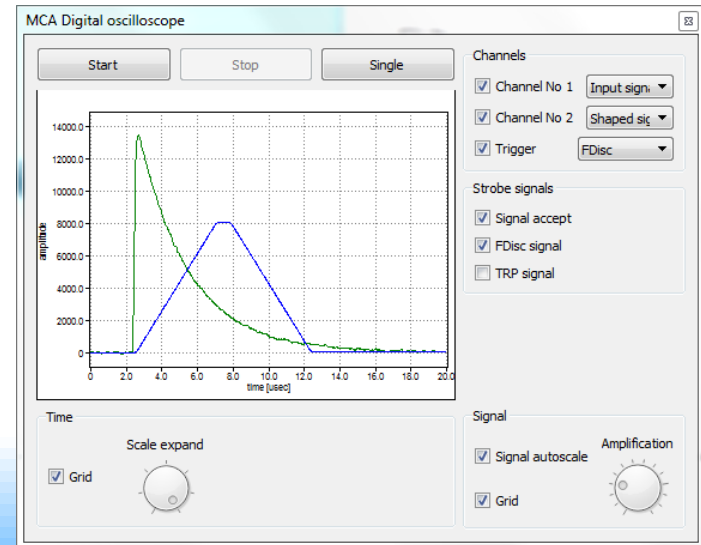 MCA Digital oscilloscope
Start Stop Single
Channels
Channel No 1 Input sign
Channel No 2 Shaped sig
Trigger FDisc
Strobe signals
Signal accept
FDisc signal
TRP signal
14000.0
12000.0
10000.0
8000.0
6000.0
4000.0
2000.0
0
amplitude
0 2.0 4.0 6.0 8.0 10.0 12.0 14.0 16.0 18.0 20.0
time [usec]
Time
Scale expand
Grid
Signal
Signal autoscale
Amplification
Grid